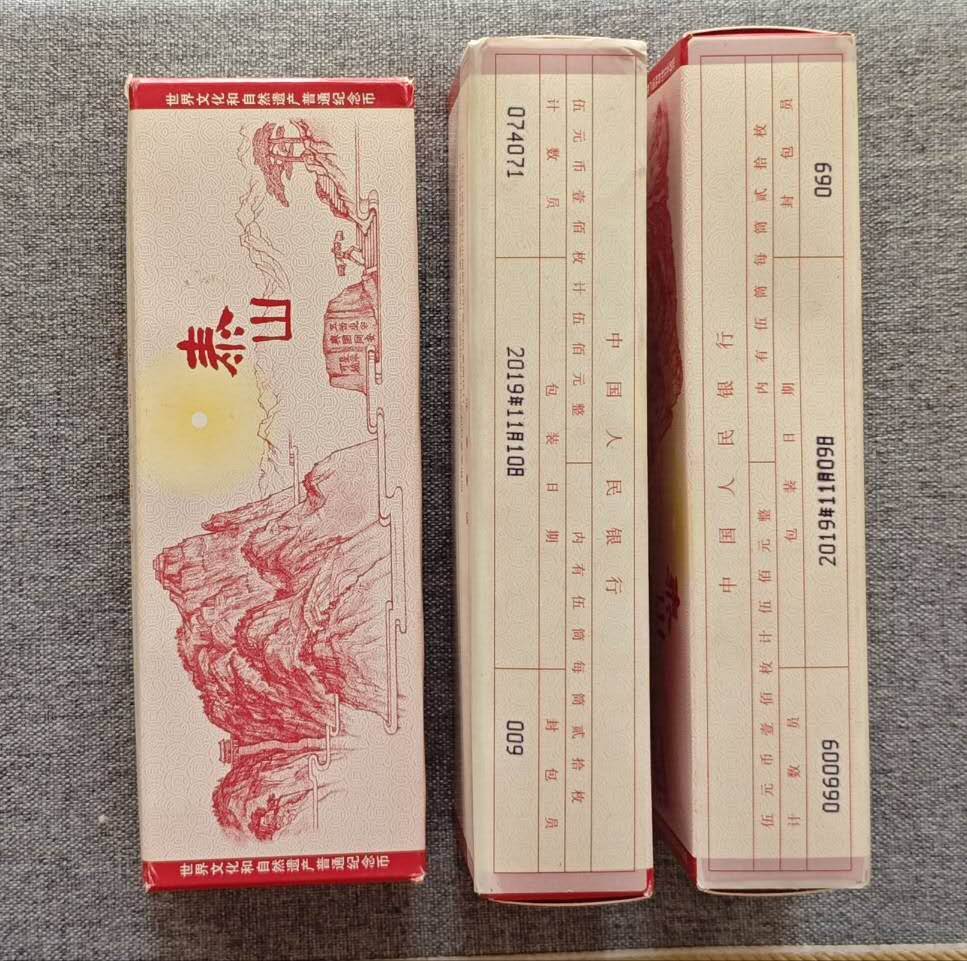 世界文化和自然遗产普通纪念币
泰山
世界文化和自然遗产普通纪念币
中国人民银行
伍元币壹佰枚计伍佰元整 内有伍筒每筒贰拾枚
计数员 包装日期 封包员
074071 2019年11月10日 009
中国人民银行
伍元币壹佰枚计伍佰元整 内有伍筒每筒贰拾枚
计数员 包装日期 封包员
066009 2019年11月09日 069